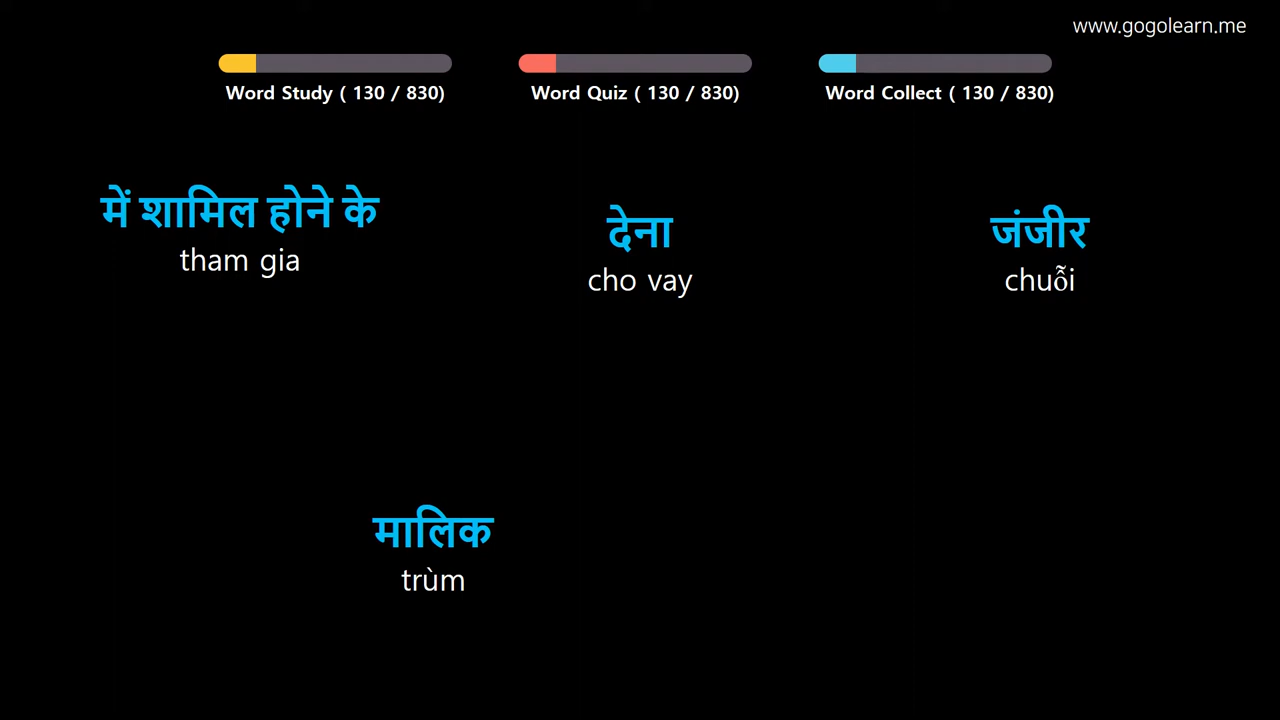 www.gogolearn.me
Word Study ( 130 / 830)
Word Quiz ( 130 / 830)
Word Collect ( 130 / 830)
में शामिल होने के
tham gia
देना
cho vay
जंजीर
chuỗi
मालिक
trùm